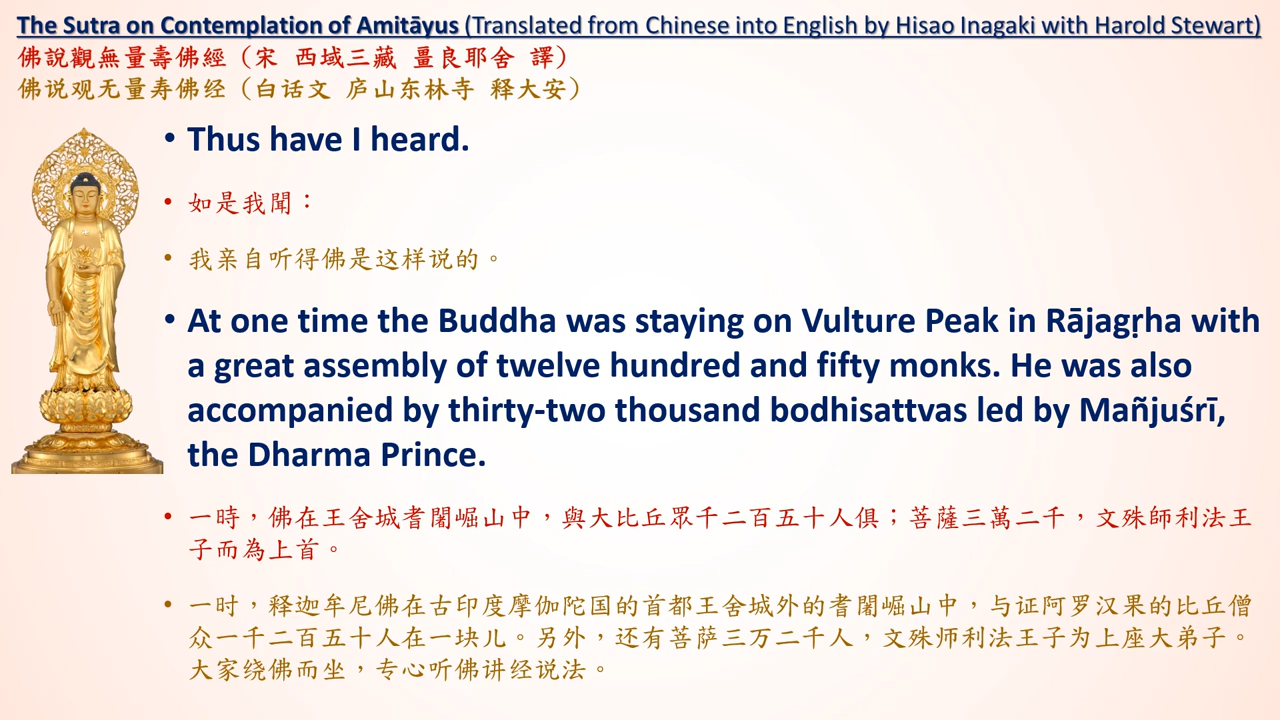 The Sutra on Contemplation of Amitāyus (Translated from Chinese into English by Hisao Inagaki with Harold Stewart)
佛說觀無量壽佛經（宋 西域三藏 畺良耶舍 譯）
佛说观无量寿佛经（白话文 庐山东林寺 释大安）
• Thus have I heard.
• 如是我聞：
• 我亲自听得佛是这样说的。
• At one time the Buddha was staying on Vulture Peak in Rājagṛha with
a great assembly of twelve hundred and fifty monks. He was also
accompanied by thirty-two thousand bodhisattvas led by Mañjuśrī,
the Dharma Prince.
• 一時，佛在王舍城耆闍崛山中，與大比丘眾千二百五十人俱；菩薩三萬二千，文殊師利法王
子而為上首。
• 一时，释迦牟尼佛在古印度摩伽陀国的首都王舍城外的耆闍崛山中，与证阿罗汉果的比丘僧
众一千二百五十人在一块儿。另外，还有菩萨三万二千人，文殊师利法王子为上座大弟子。
大家绕佛而坐，专心听佛讲经说法。